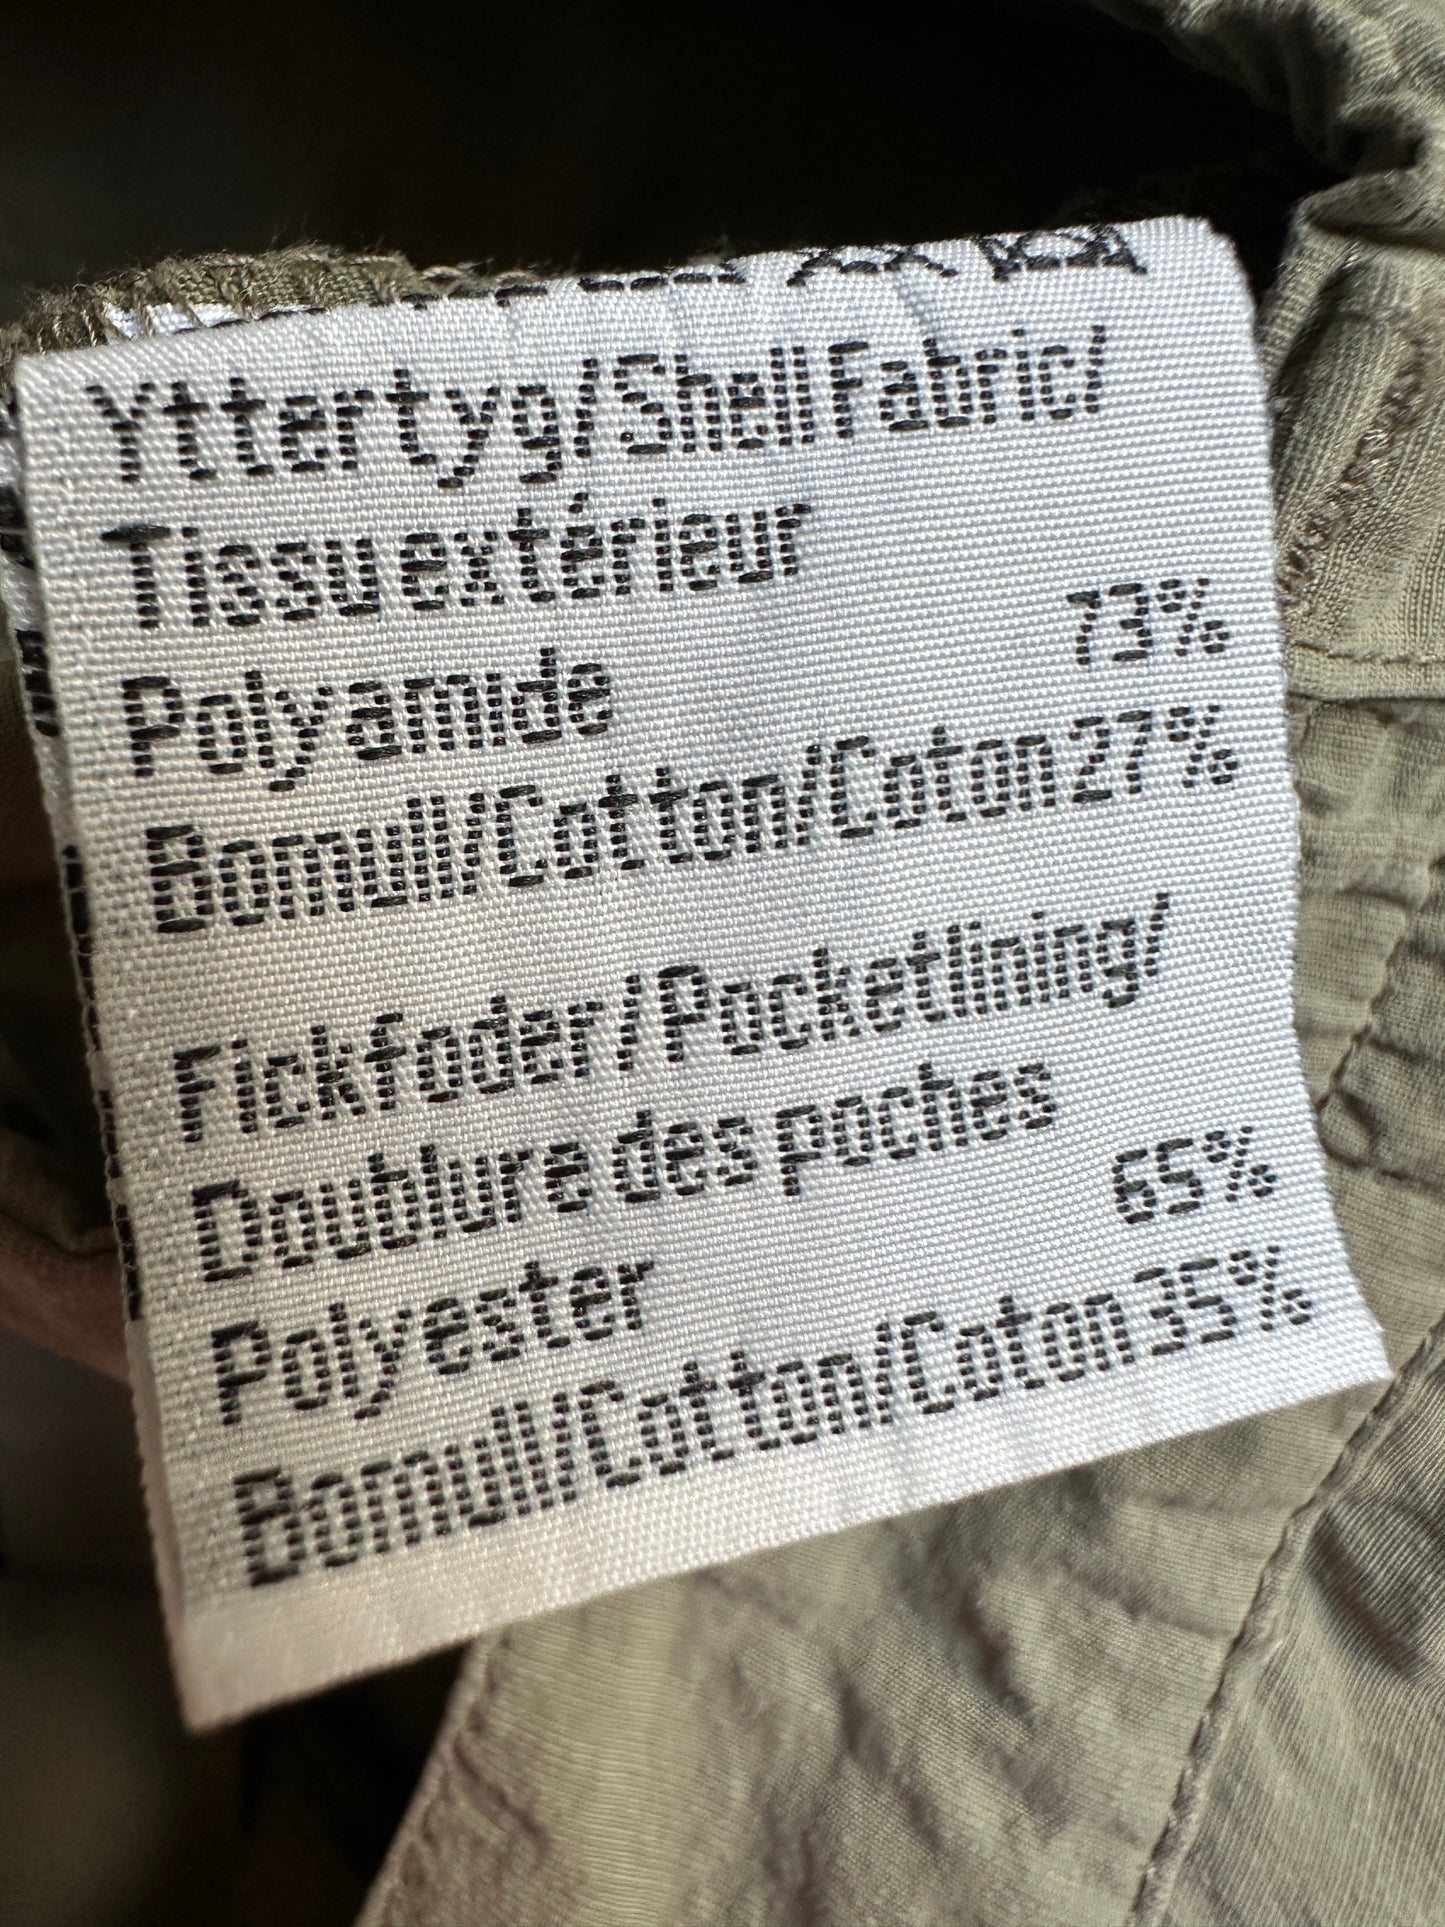 Yttertyg/Shell Fabric/
Tissu extérieur
Polyamide 73%
Bomull/Cotton/Coton 27%
Fickfoder/Pocketlining/
Doublure des poches
Polyester 65%
Bomull/Cotton/Coton 35%